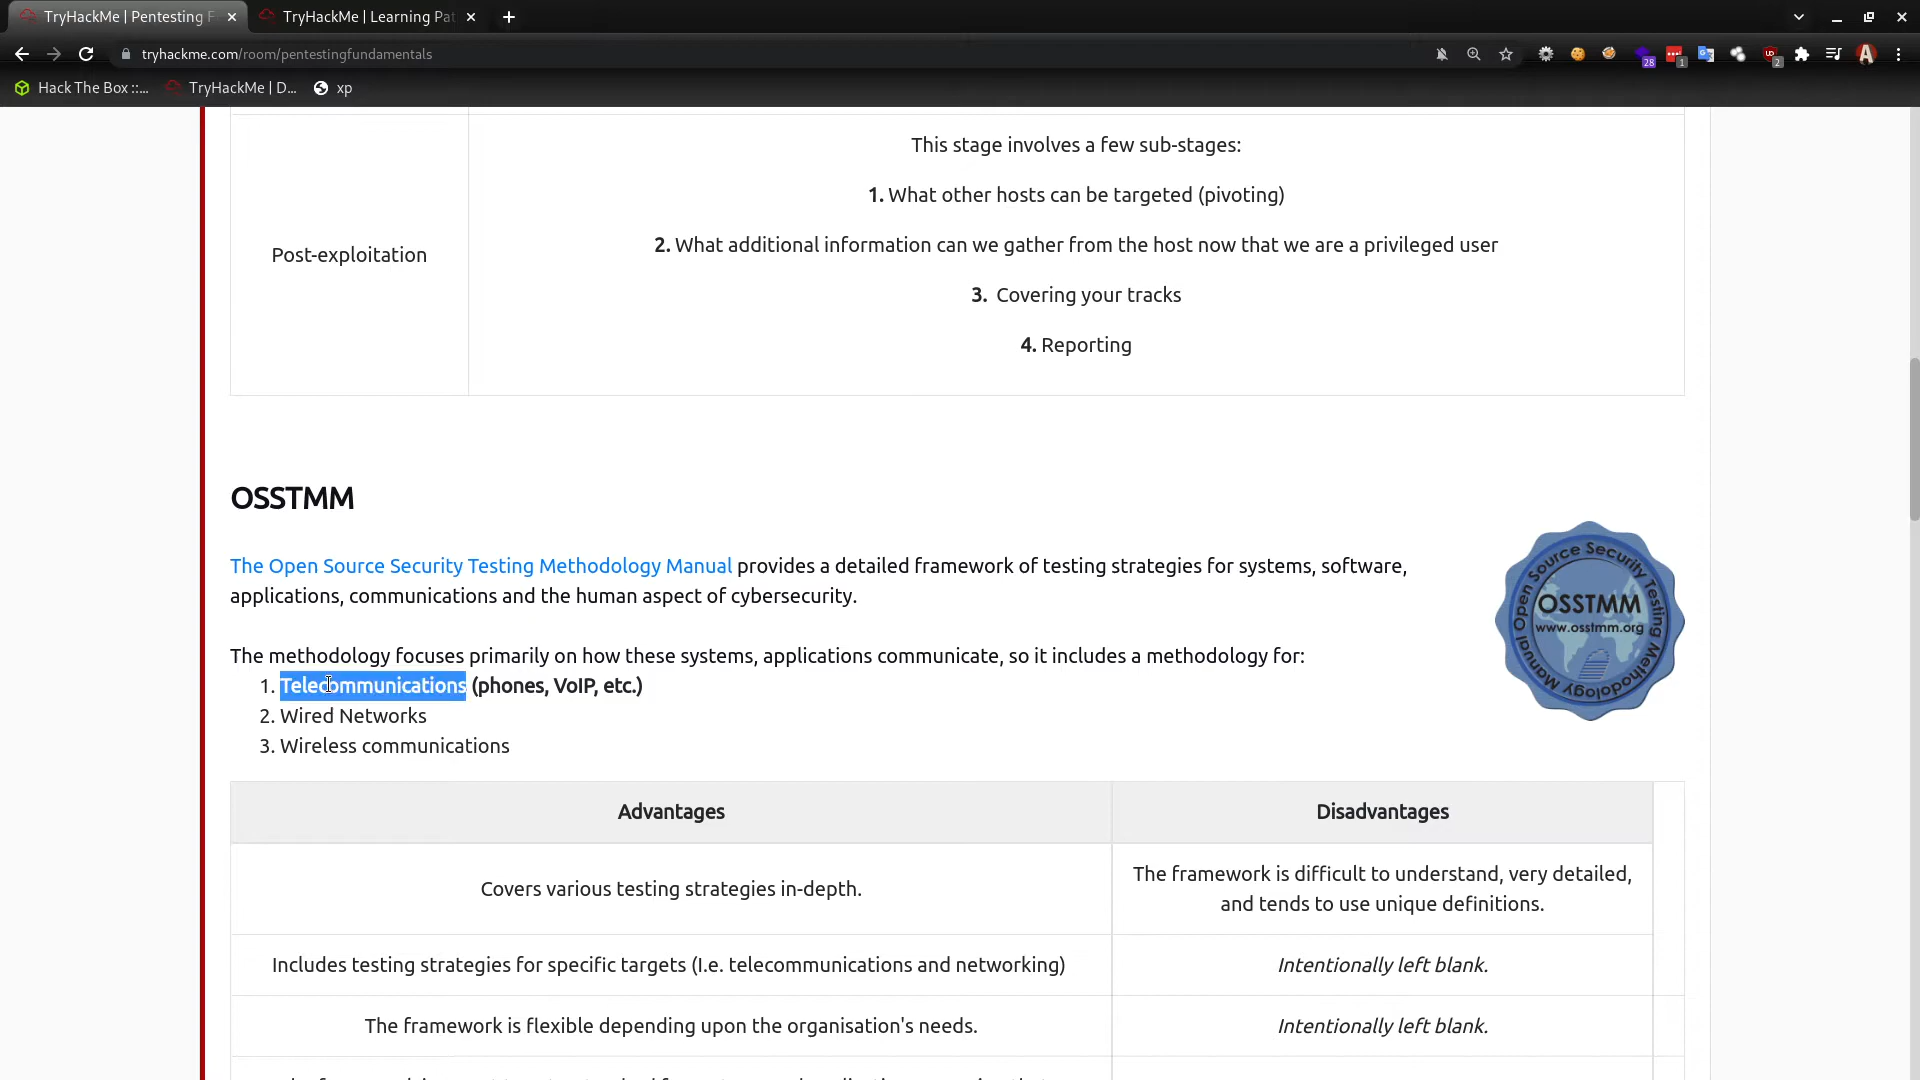 TryHackMe | Pentesting F
TryHackMe | Learning Pat
tryhackme.com/room/pentestingfundamentals
28
1
2
Hack The Box ::...
TryHackMe | D...
xp
This stage involves a few sub-stages:
1. What other hosts can be targeted (pivoting)
2. What additional information can we gather from the host now that we are a privileged user
Post-exploitation
3. Covering your tracks
4. Reporting
OSSTMM
The Open Source Security Testing Methodology Manual provides a detailed framework of testing strategies for systems, software,
applications, communications and the human aspect of cybersecurity.
Open Source Security Testing Methodology Manual
OSSTMM
www.osstmm.org
The methodology focuses primarily on how these systems, applications communicate, so it includes a methodology for:
1. Telecommunications (phones, VoIP, etc.)
2. Wired Networks
3. Wireless communications
Advantages
Disadvantages
Covers various testing strategies in-depth.
The framework is difficult to understand, very detailed,
and tends to use unique definitions.
Includes testing strategies for specific targets (I.e. telecommunications and networking)
Intentionally left blank.
The framework is flexible depending upon the organisation's needs.
Intentionally left blank.